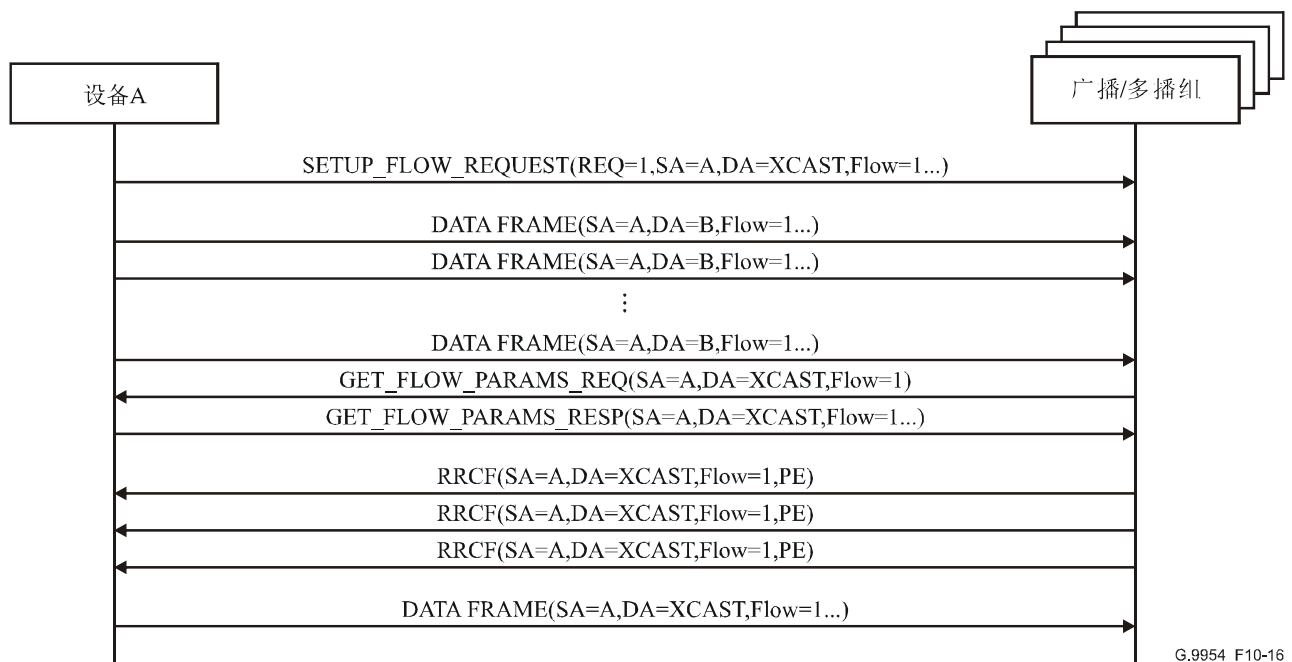 设备A
广播/多播组
SETUP_FLOW_REQUEST(REQ=1,SA=A,DA=XCAST,Flow=1...)
DATA FRAME(SA=A,DA=B,Flow=1...)
DATA FRAME(SA=A,DA=B,Flow=1...)
⋮
DATA FRAME(SA=A,DA=B,Flow=1...)
GET_FLOW_PARAMS_REQ(SA=A,DA=XCAST,Flow=1)
GET_FLOW_PARAMS_RESP(SA=A,DA=XCAST,Flow=1...)
RRCF(SA=A,DA=XCAST,Flow=1,PE)
RRCF(SA=A,DA=XCAST,Flow=1,PE)
RRCF(SA=A,DA=XCAST,Flow=1,PE)
DATA FRAME(SA=A,DA=XCAST,Flow=1...)
G.9954_F10-16